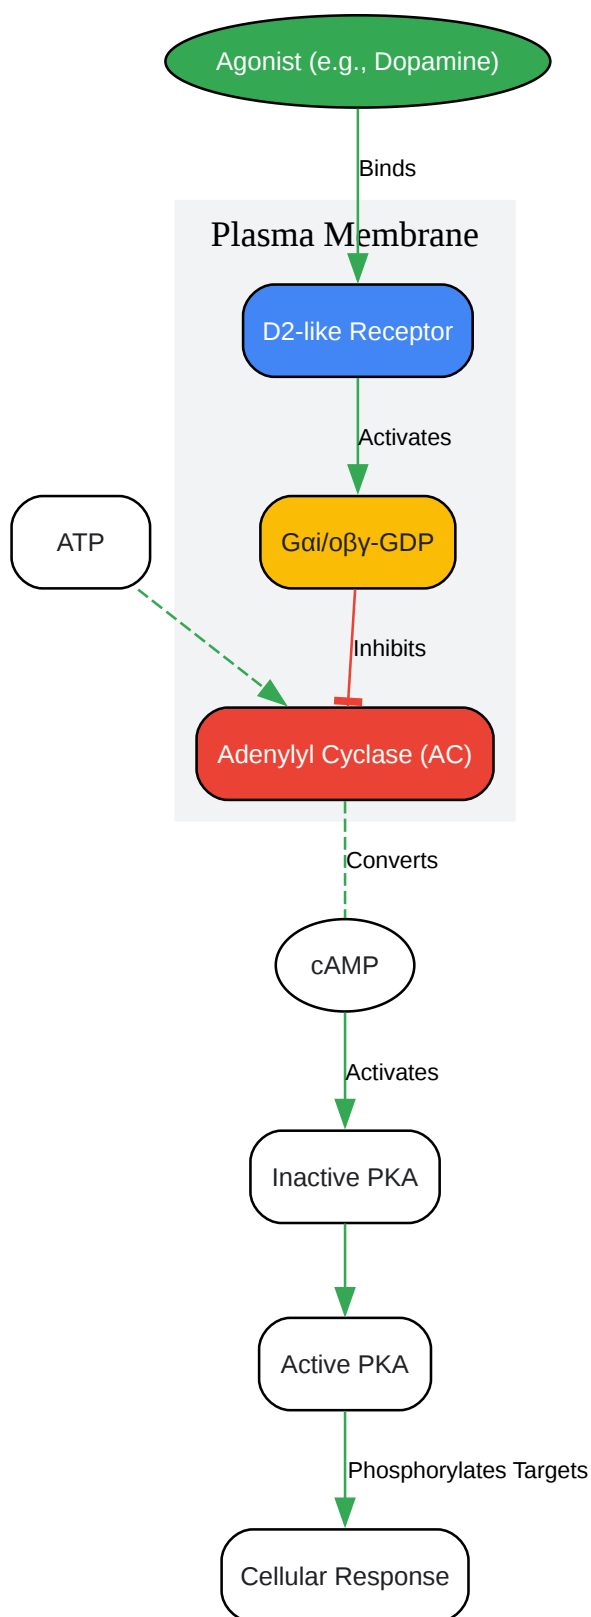 Agonist (e.g., Dopamine)
Binds
Plasma Membrane
D2-like Receptor
Activates
ATP
Gαi/oβγ-GDP
Inhibits
Adenylyl Cyclase (AC)
Converts
cAMP
Activates
Inactive PKA
Active PKA
Phosphorylates Targets
Cellular Response